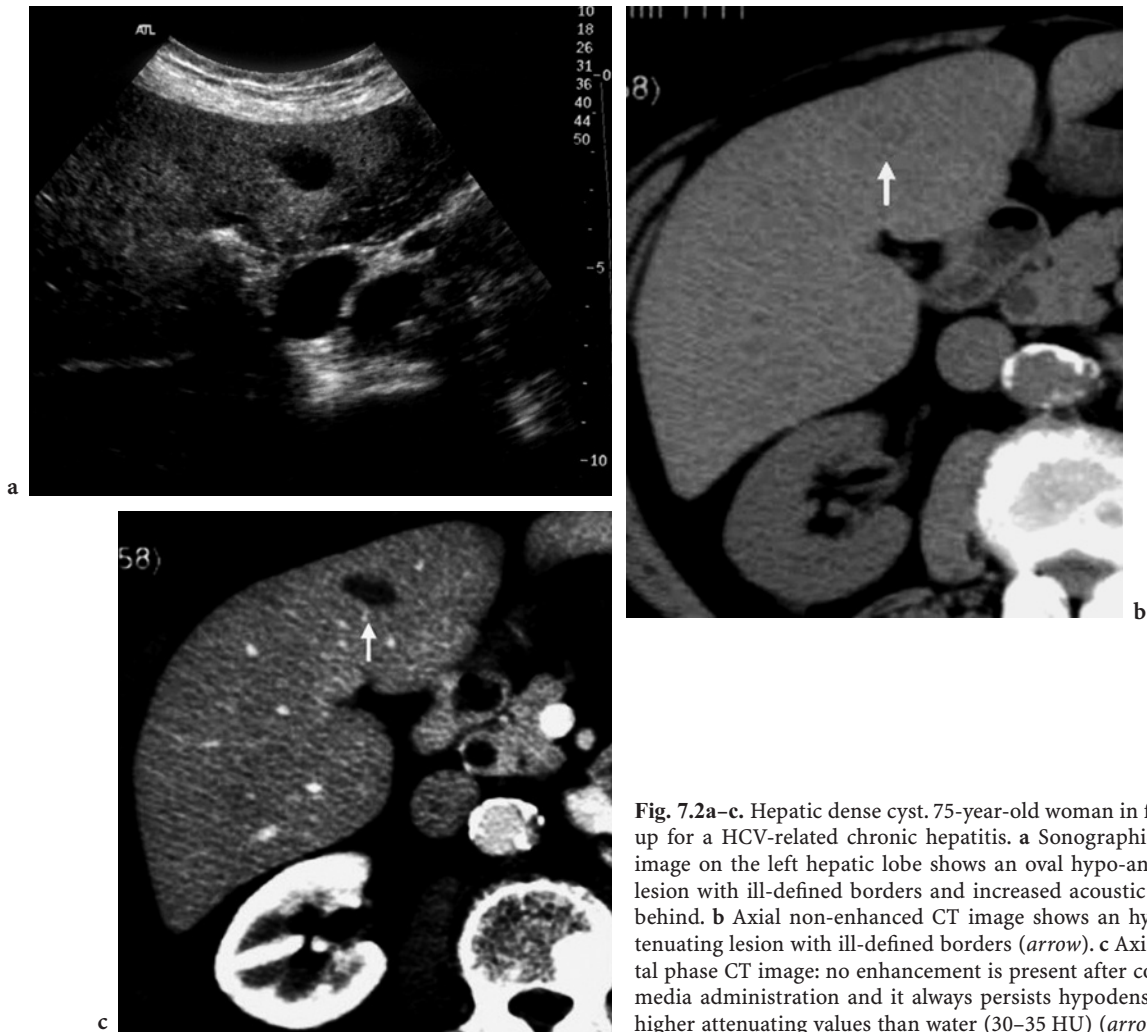 ATL
10
18
26
31
36
40
44
50
-0
-5
-10
a
58)
b
58)
c
Fig. 7.2a–c. Hepatic dense cyst. 75-year-old woman in
up for a HCV-related chronic hepatitis. a Sonographi
image on the left hepatic lobe shows an oval hypo-an
lesion with ill-defined borders and increased acoustic
behind. b Axial non-enhanced CT image shows an hy
tenuating lesion with ill-defined borders (arrow). c Axi
tal phase CT image: no enhancement is present after co
media administration and it always persists hypodens
higher attenuating values than water (30–35 HU) (arro